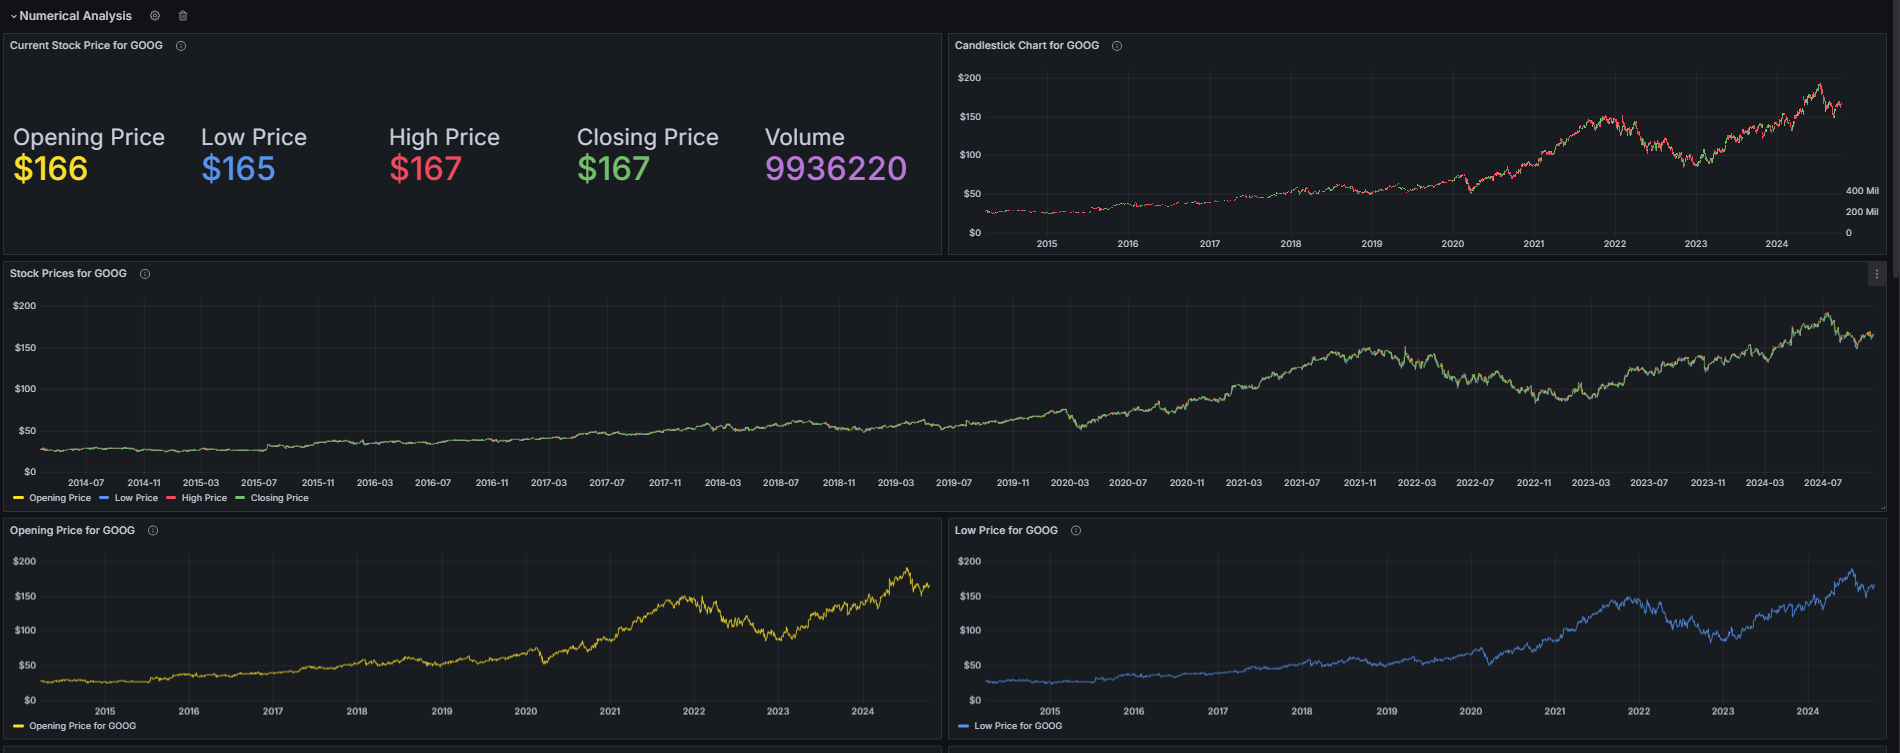 Numerical Analysis
Current Stock Price for GOOG
Opening Price
$166
Low Price
$165
High Price
$167
Closing Price
$167
Volume
9936220
Candlestick Chart for GOOG
$200
$150
$100
$50
$0
400 Mil
200 Mil
0
2015 2016 2017 2018 2019 2020 2021 2022 2023 2024
Stock Prices for GOOG
$200
$150
$100
$50
$0
2014-07 2014-11 2015-03 2015-07 2015-11 2016-03 2016-07 2016-11 2017-03 2017-07 2017-11 2018-03 2018-07 2018-11 2019-03 2019-07 2019-11 2020-03 2020-07 2020-11 2021-03 2021-07 2021-11 2022-03 2022-07 2022-11 2023-03 2023-07 2023-11 2024-03 2024-07
Opening Price Low Price High Price Closing Price
Opening Price for GOOG
$200
$150
$100
$50
$0
2015 2016 2017 2018 2019 2020 2021 2022 2023 2024
Opening Price for GOOG
Low Price for GOOG
$200
$150
$100
$50
$0
2015 2016 2017 2018 2019 2020 2021 2022 2023 2024
Low Price for GOOG